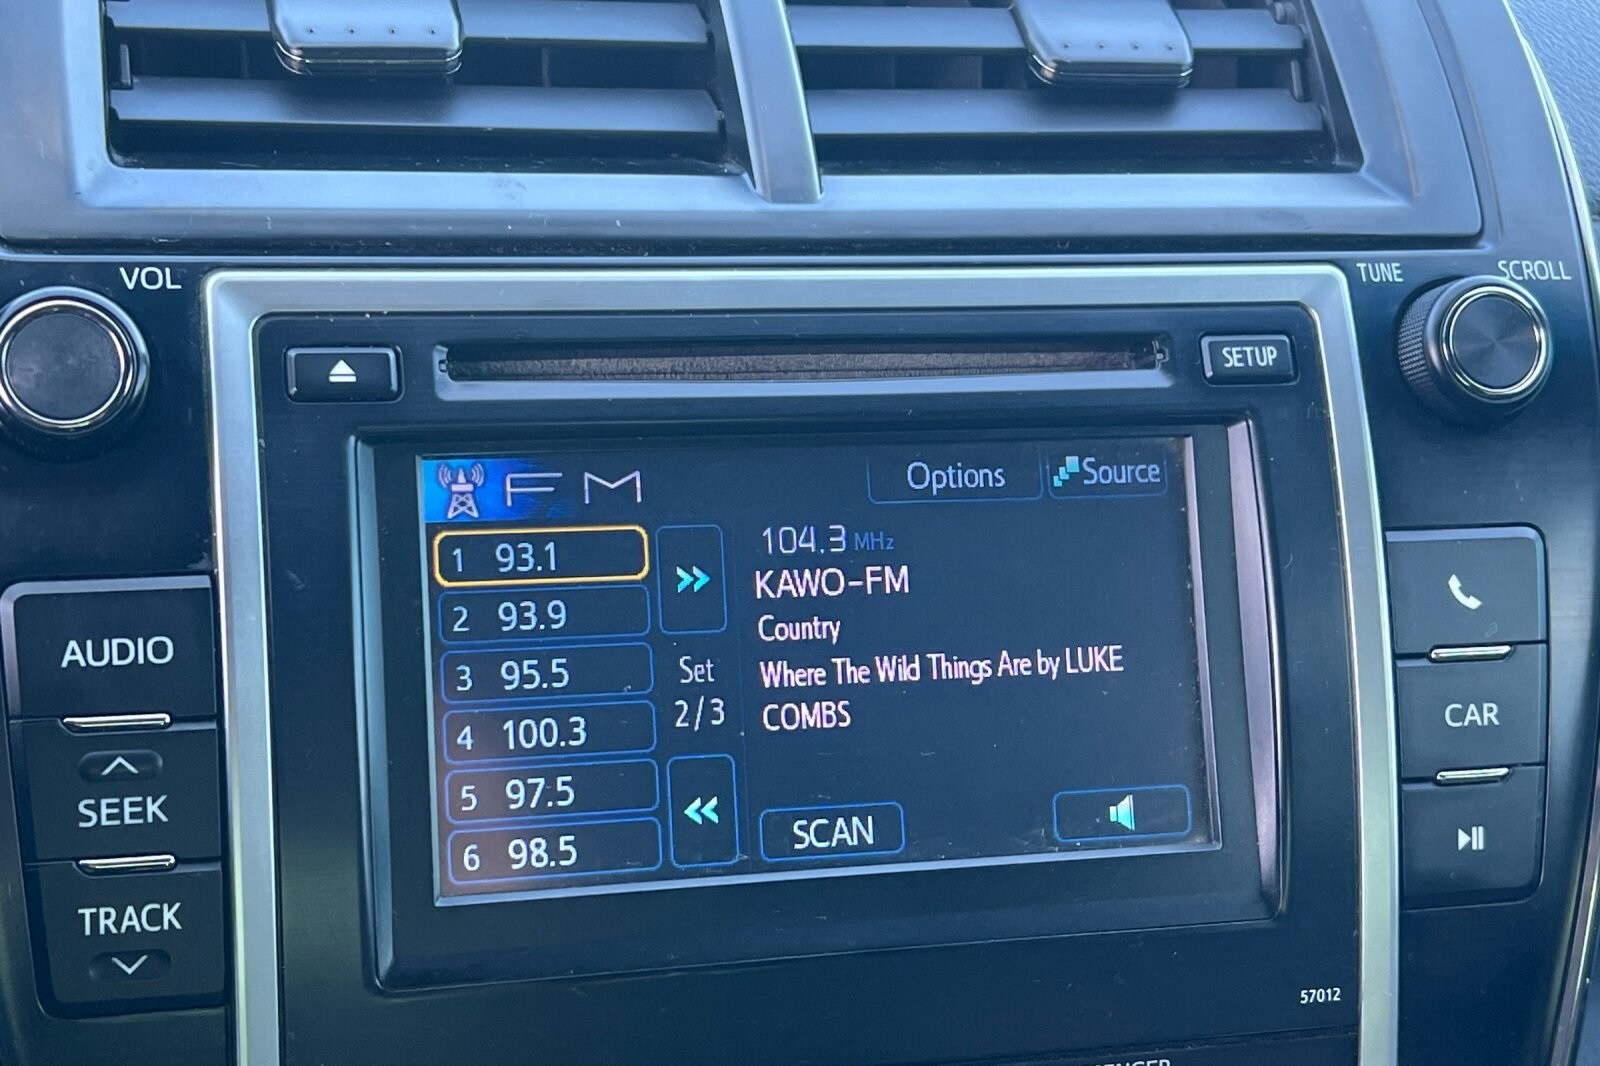 VOL
TUNE
SCROLL
SETUP
FM
Options
Source
1 93.1
2 93.9
3 95.5
4 100.3
5 97.5
6 98.5
Set
2/3
104.3 MHz
KAWO-FM
Country
Where The Wild Things Are by LUKE
COMBS
SCAN
AUDIO
SEEK
TRACK
CAR
57012